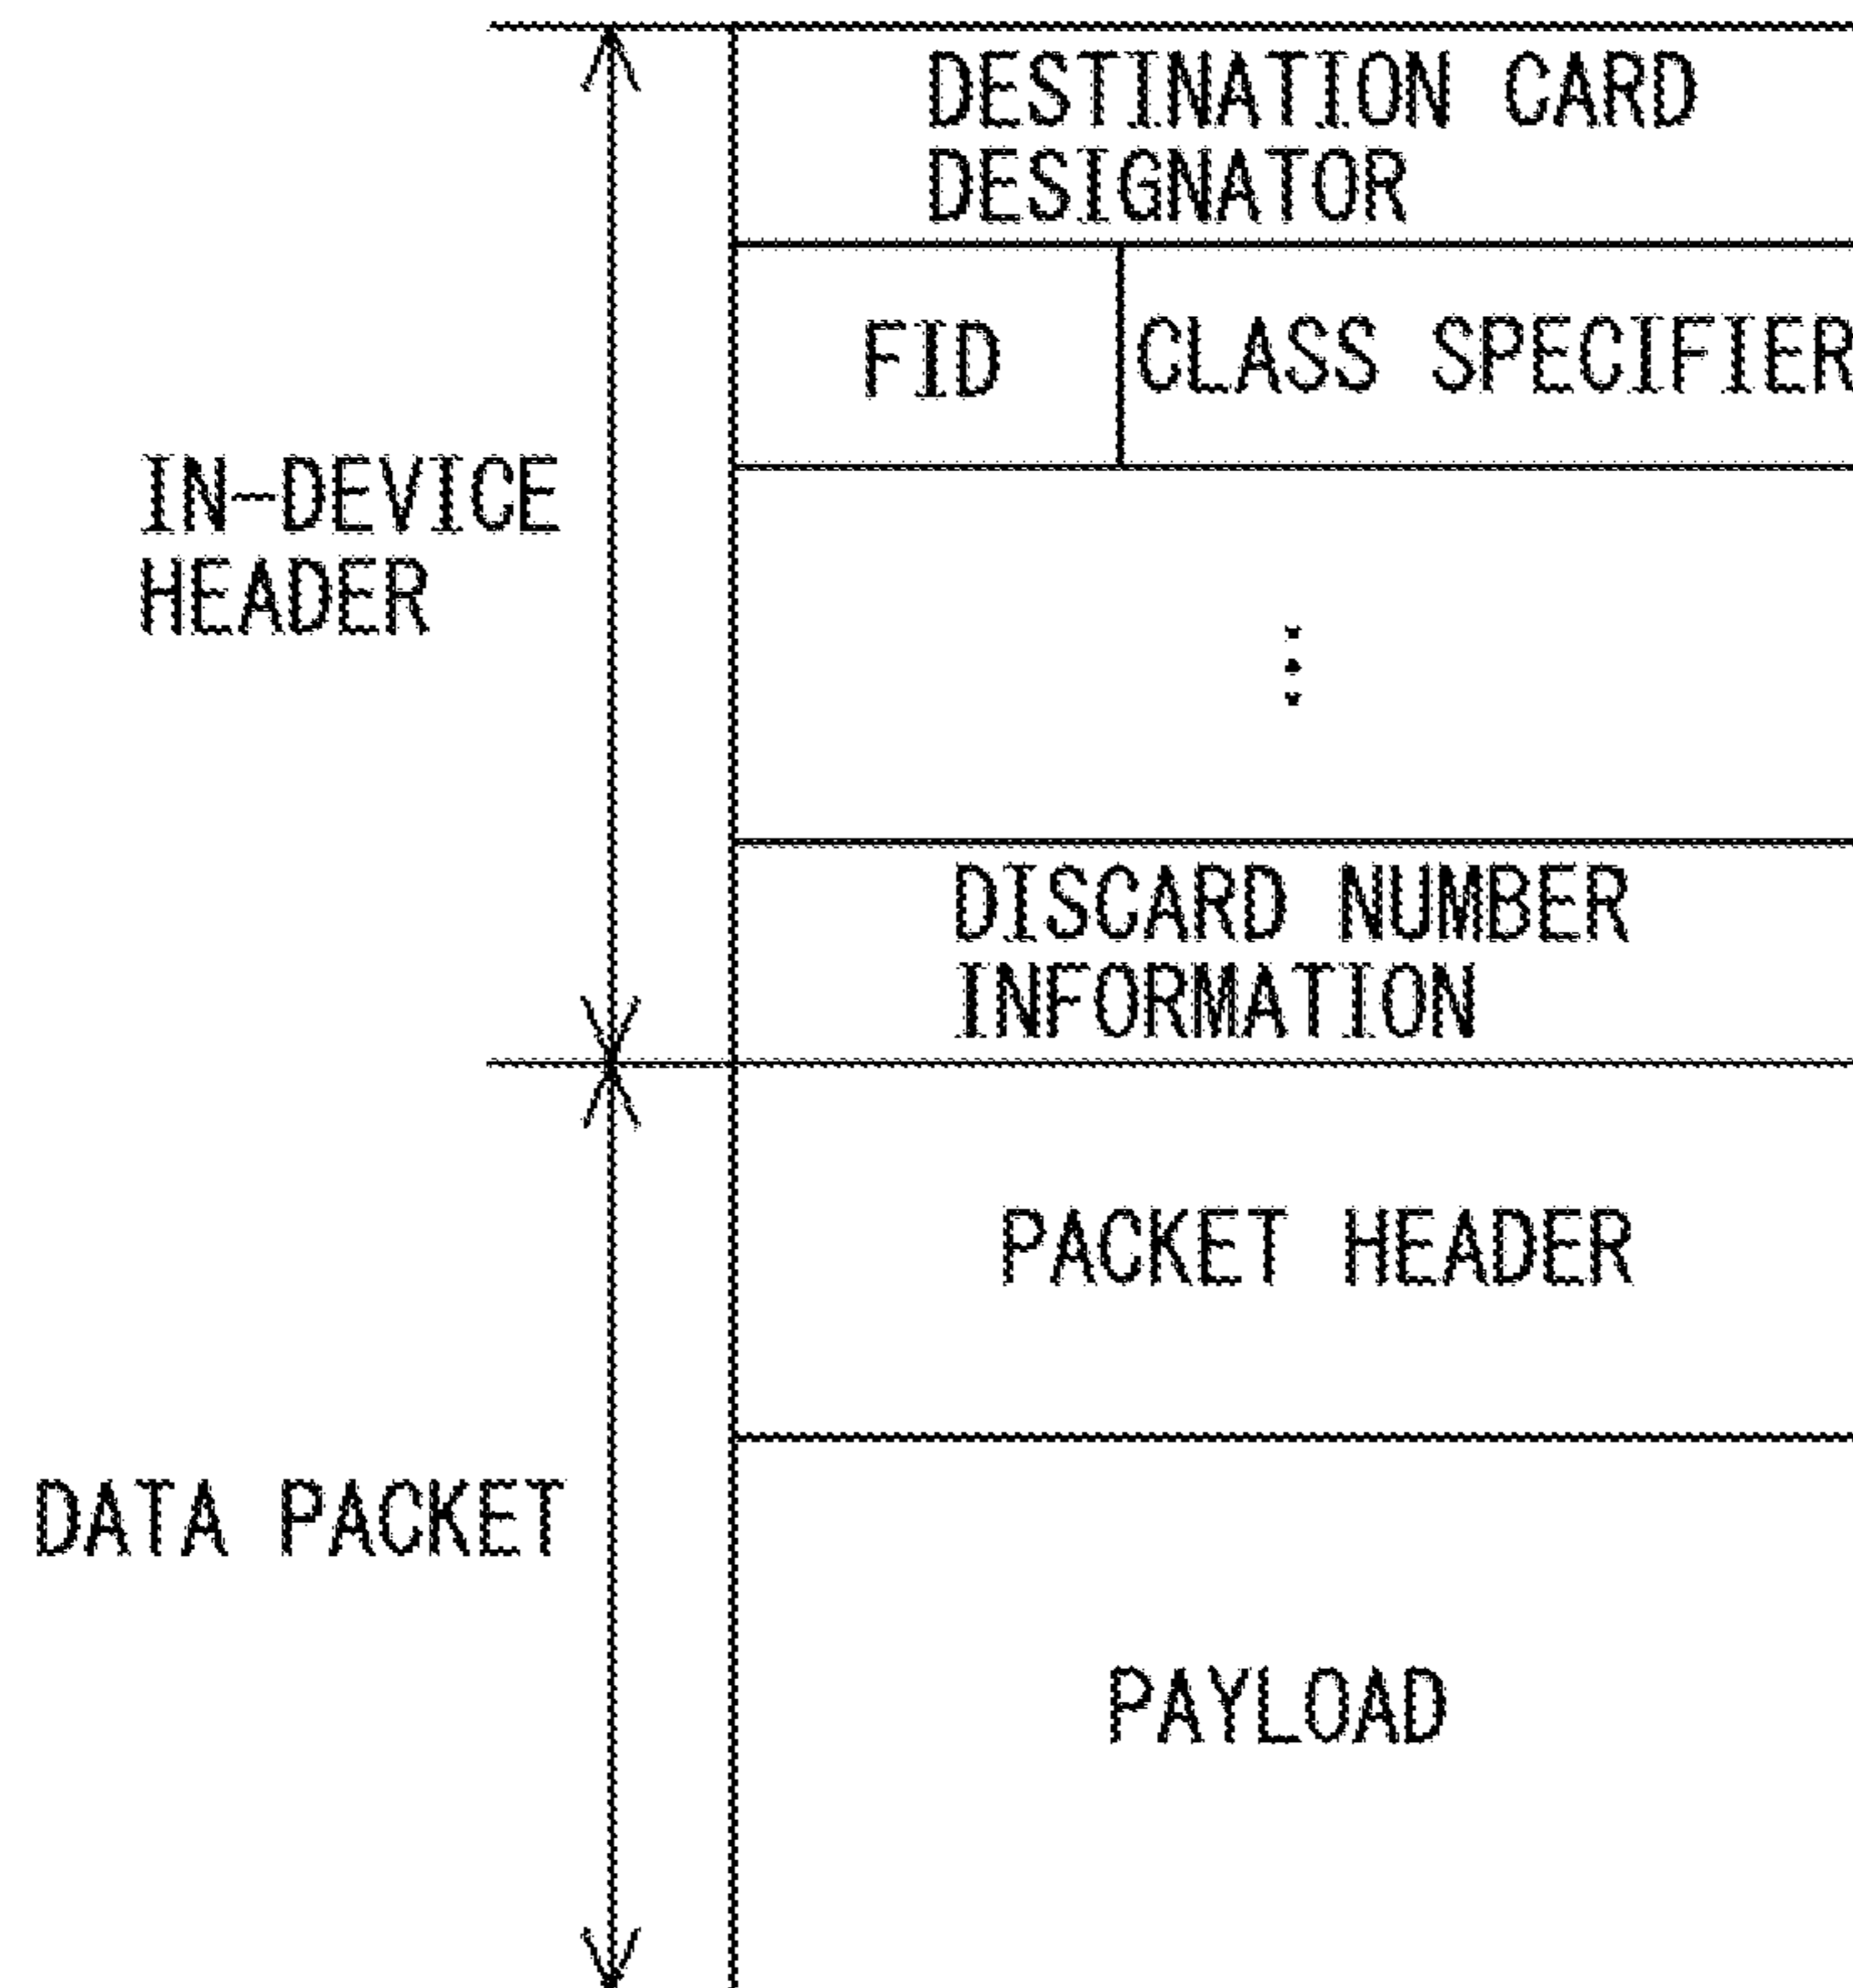 DESTINATION CARD
DESIGNATOR
FID
CLASS SPECIFIER
IN-DEVICE
HEADER
DISCARD NUMBER
INFORMATION
PACKET HEADER
DATA PACKET
PAYLOAD